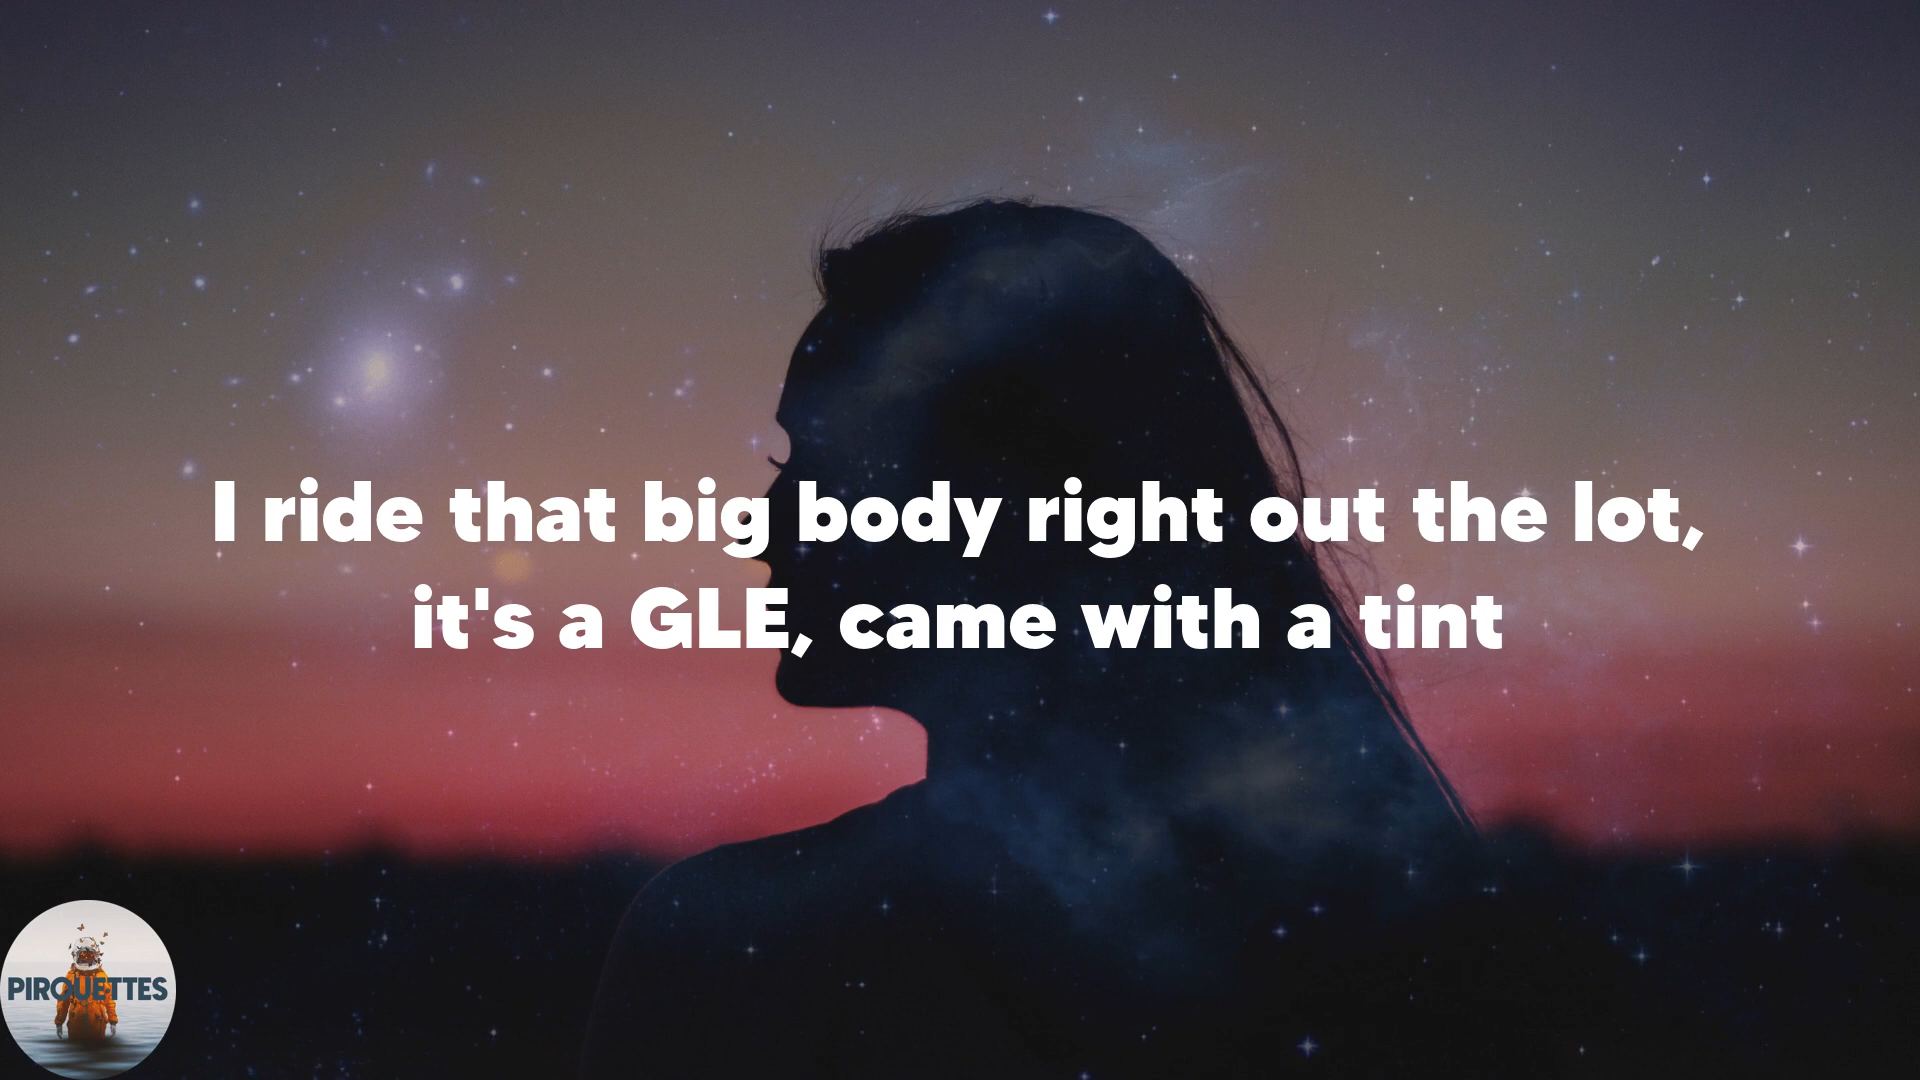 I ride that big body right out the lot,
it's a GLE, came with a tint
PIROUETTES